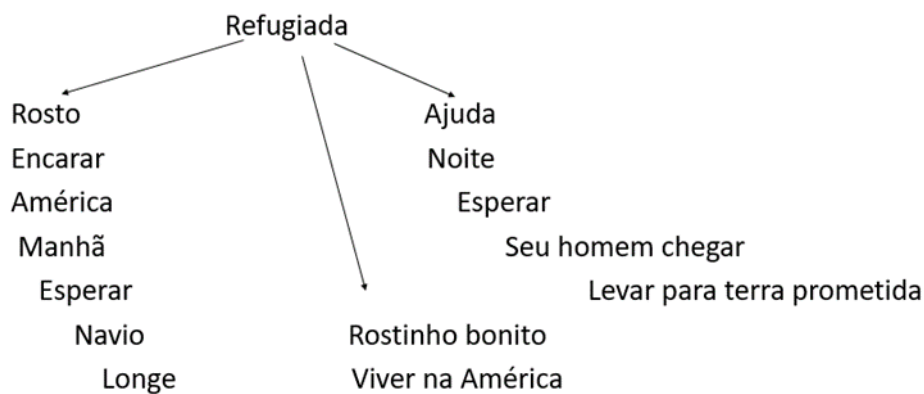 Refugiada
Rosto
Encarar
América
Manhã
Esperar
Navio
Longe
Rostinho bonito
Viver na América
Ajuda
Noite
Esperar
Seu homem chegar
Levar para terra prometida